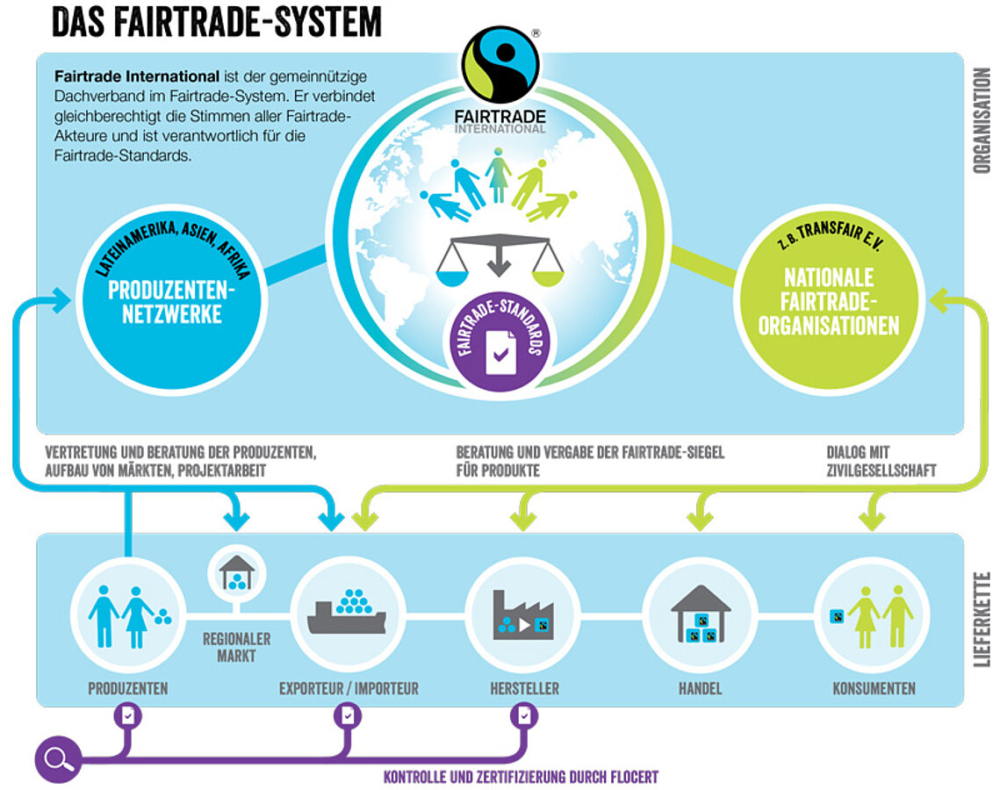 DAS FAIRTRADE-SYSTEM
Fairtrade International ist der gemeinnützige
Dachverband im Fairtrade-System. Er verbindet
gleichberechtigt die Stimmen aller Fairtrade-
Akteure und ist verantwortlich für die
Fairtrade-Standards.
®
FAIRTRADE
INTERNATIONAL
ORGANISATION
LATEINAMERIKA, ASIEN, AFRIKA
PRODUZENTEN-
NETZWERKE
FAIRTRADE-STANDARDS
Z. B. TRANSFAIR E.V.
NATIONALE
FAIRTRADE-
ORGANISATIONEN
VERTRETUNG UND BERATUNG DER PRODUZENTEN,
AUFBAU VON MÄRKTEN, PROJEKTARBEIT
BERATUNG UND VERGABE DER FAIRTRADE-SIEGEL
FÜR PRODUKTE
DIALOG MIT
ZIVILGESELLSCHAFT
LIEFERKETTE
PRODUZENTEN
REGIONALER
MARKT
EXPORTEUR / IMPORTEUR
HERSTELLER
HANDEL
KONSUMENTEN
KONTROLLE UND ZERTIFIZIERUNG DURCH FLOCERT